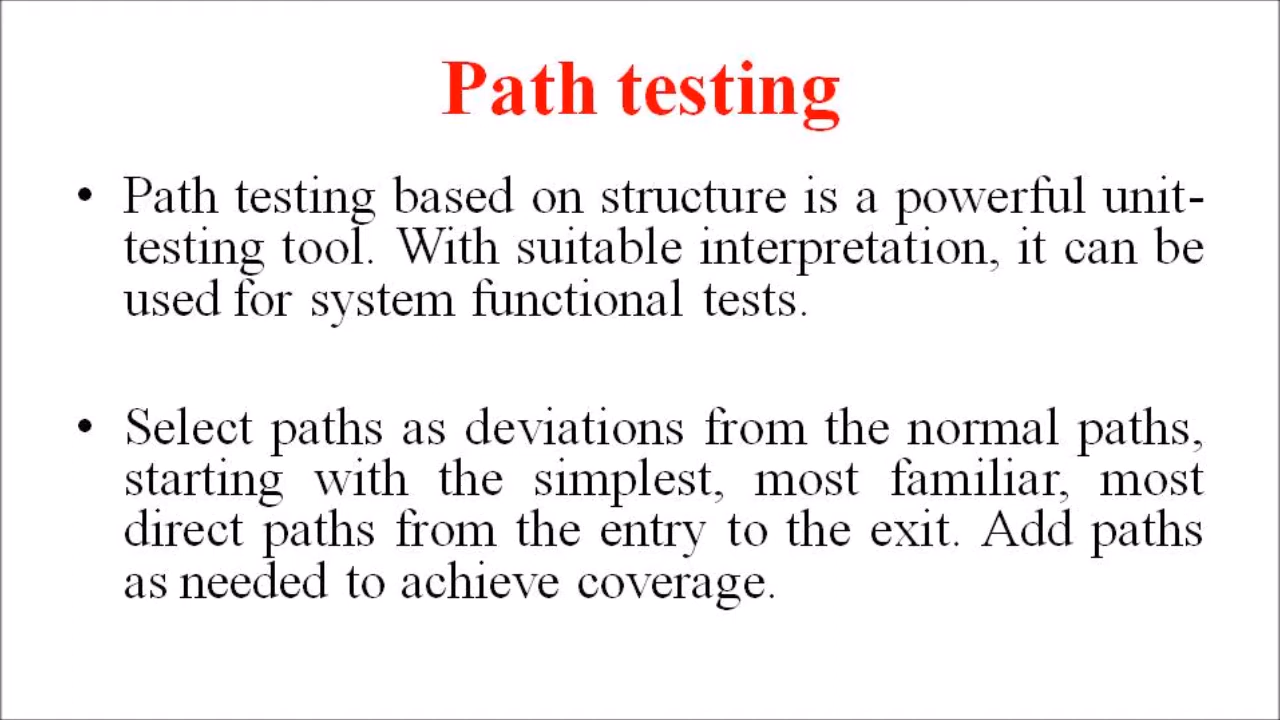 Path testing
• Path testing based on structure is a powerful unit-
testing tool. With suitable interpretation, it can be
used for system functional tests.
• Select paths as deviations from the normal paths,
starting with the simplest, most familiar, most
direct paths from the entry to the exit. Add paths
as needed to achieve coverage.